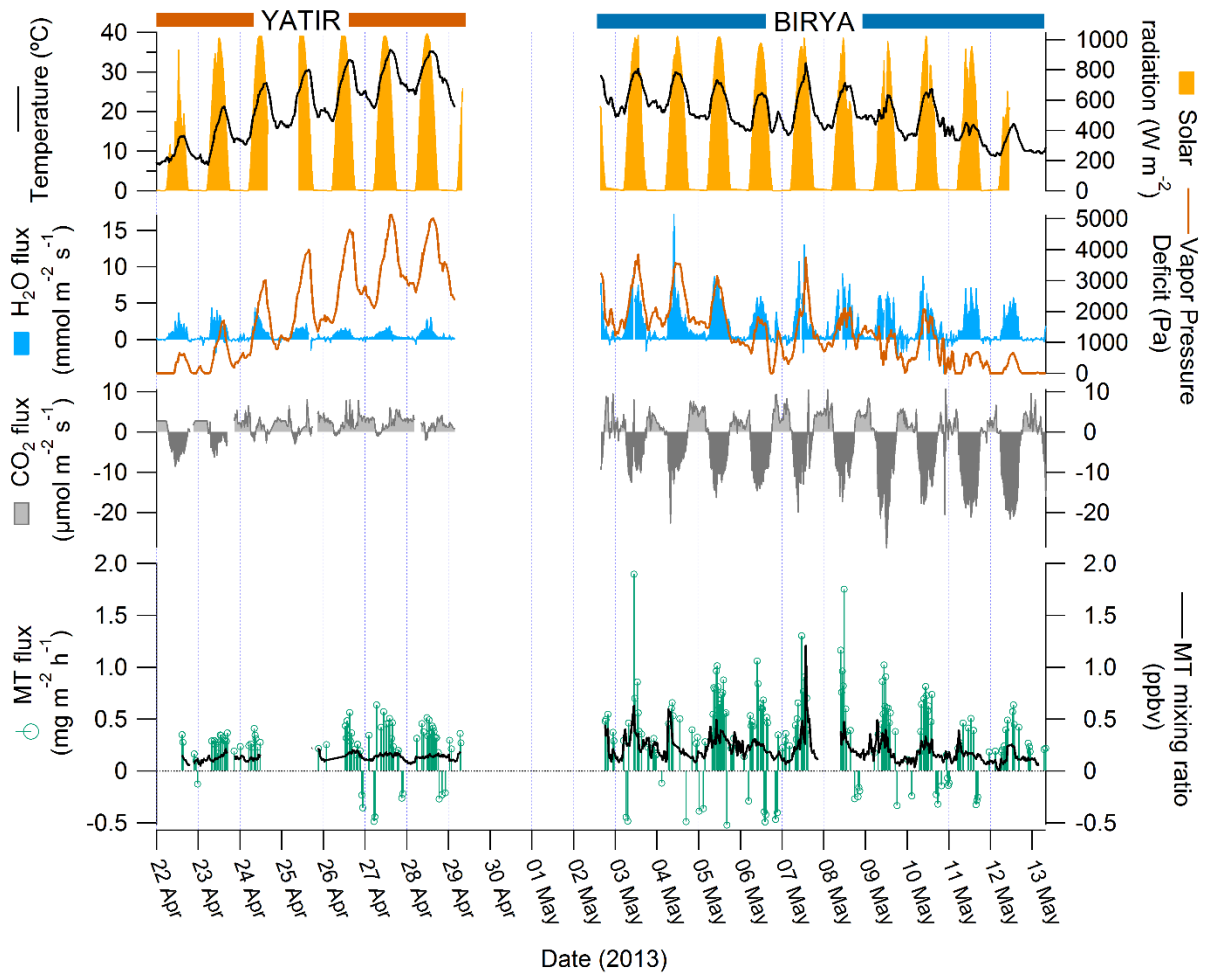 YATIR
BIRYA
Temperature (ºC)
40
30
20
10
0
1000
800
600
400
200
0
Solar
radiation (W m⁻²)
H₂O flux
(mmol m⁻² s⁻¹)
15
10
5
0
5000
4000
3000
2000
1000
0
Vapor Pressure
Deficit (Pa)
CO₂ flux
(µmol m⁻² s⁻¹)
10
0
-10
-20
10
0
-10
-20
MT flux
(mg m⁻² h⁻¹)
2.0
1.5
1.0
0.5
0
-0.5
2.0
1.5
1.0
0.5
0
-0.5
MT mixing ratio
(ppbv)
22 Apr
23 Apr
24 Apr
25 Apr
26 Apr
27 Apr
28 Apr
29 Apr
30 Apr
01 May
02 May
03 May
04 May
05 May
06 May
07 May
08 May
09 May
10 May
11 May
12 May
13 May
Date (2013)